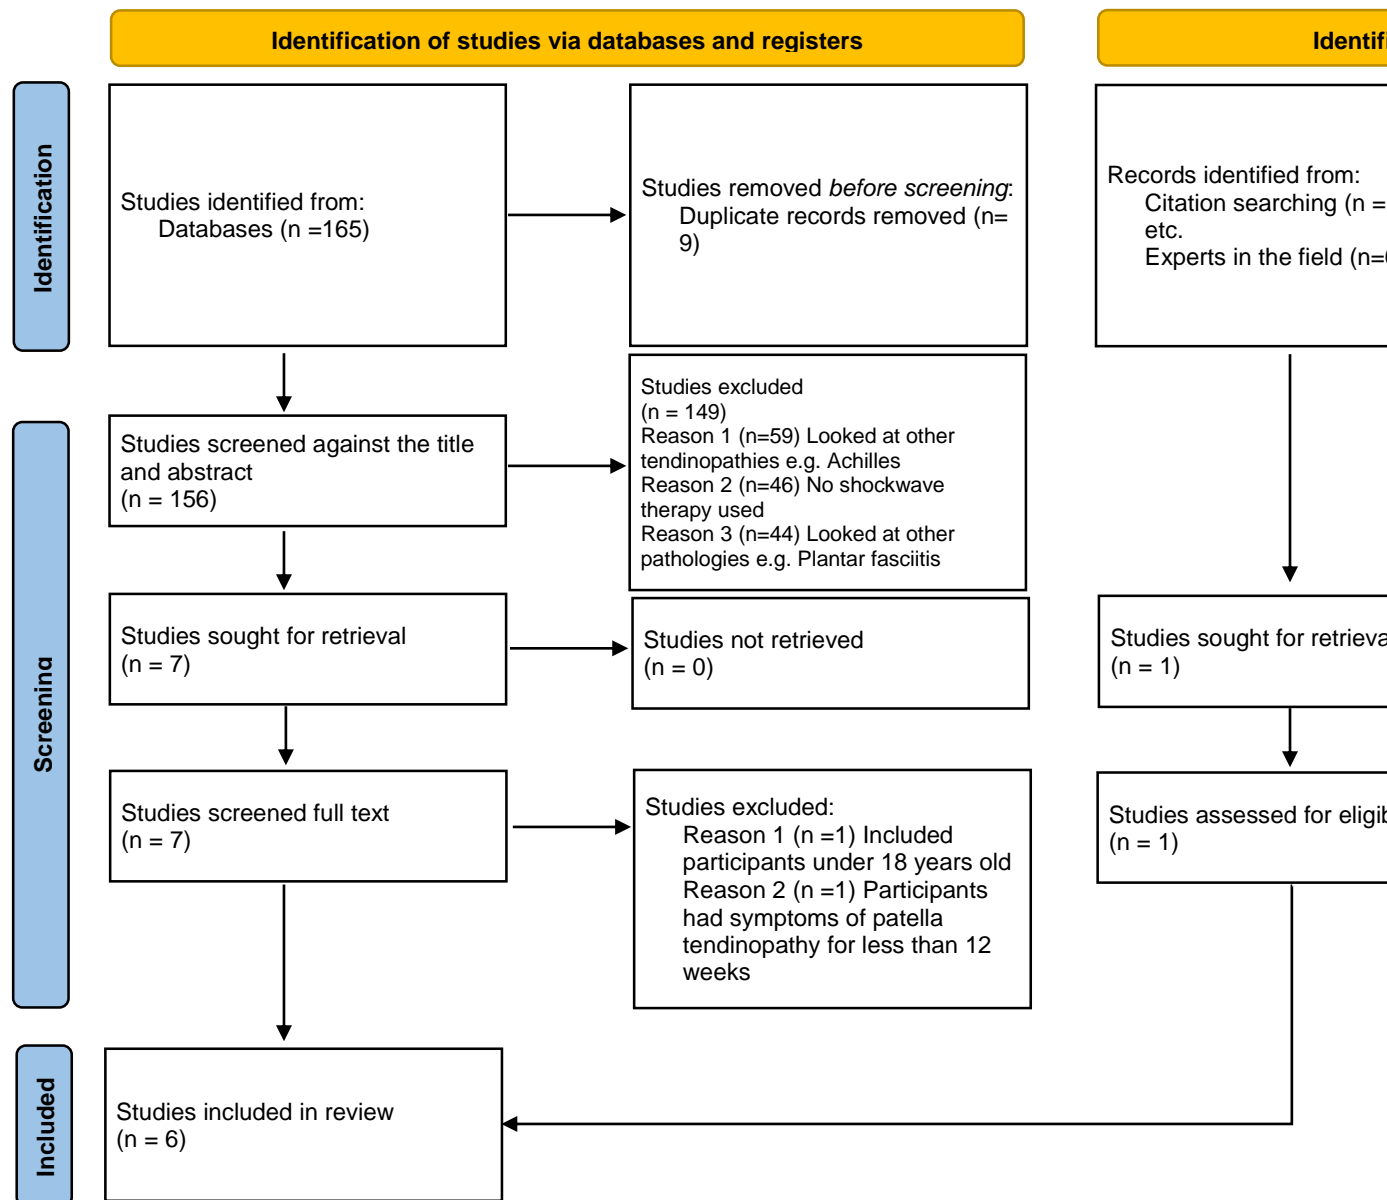 Identification of studies via databases and registers
Identification
Studies identified from:
Databases (n =165)
Studies removed before screening:
Duplicate records removed (n=
9)
Records identified from:
Citation searching (n =
etc.
Experts in the field (n=
Screening
Studies screened against the title
and abstract
(n = 156)
Studies excluded
(n = 149)
Reason 1 (n=59) Looked at other
tendinopathies e.g. Achilles
Reason 2 (n=46) No shockwave
therapy used
Reason 3 (n=44) Looked at other
pathologies e.g. Plantar fasciitis
Studies sought for retrieval
(n = 7)
Studies not retrieved
(n = 0)
Studies sought for
(n = 1)
Studies screened full text
(n = 7)
Studies excluded:
Reason 1 (n =1) Included
participants under 18 years old
Reason 2 (n =1) Participants
had symptoms of patella
tendinopathy for less than 12
weeks
Studies assessed for
(n = 1)
Included
Studies included in review
(n = 6)